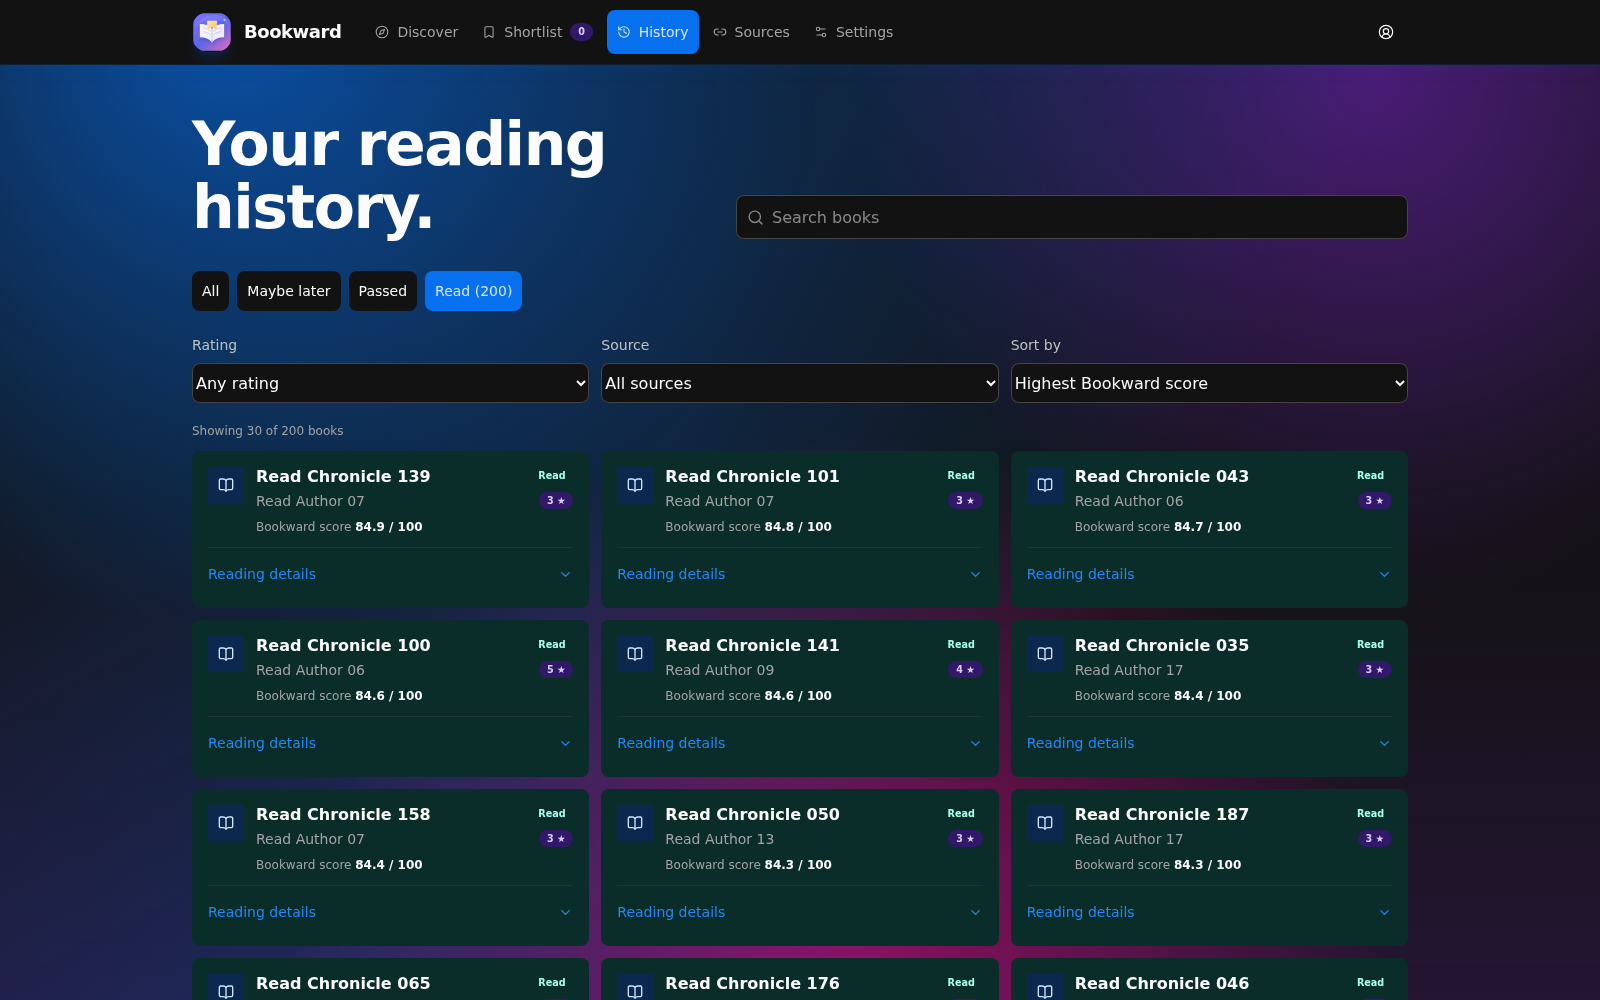 Bookward
Discover
Shortlist 0
History
Sources
Settings
Your reading
history.
Search books
All
Maybe later
Passed
Read (200)
Rating
Source
Sort by
Any rating
All sources
Highest Bookward score
Showing 30 of 200 books
Read Chronicle 139
Read
Read Author 07
3 ★
Bookward score 84.9 / 100
Reading details
Read Chronicle 101
Read
Read Author 07
3 ★
Bookward score 84.8 / 100
Reading details
Read Chronicle 043
Read
Read Author 06
3 ★
Bookward score 84.7 / 100
Reading details
Read Chronicle 100
Read
Read Author 06
5 ★
Bookward score 84.6 / 100
Reading details
Read Chronicle 141
Read
Read Author 09
4 ★
Bookward score 84.6 / 100
Reading details
Read Chronicle 035
Read
Read Author 17
3 ★
Bookward score 84.4 / 100
Reading details
Read Chronicle 158
Read
Read Author 07
3 ★
Bookward score 84.4 / 100
Reading details
Read Chronicle 050
Read
Read Author 13
3 ★
Bookward score 84.3 / 100
Reading details
Read Chronicle 187
Read
Read Author 17
3 ★
Bookward score 84.3 / 100
Reading details
Read Chronicle 065
Read
Read Chronicle 176
Read
Read Chronicle 046
Read